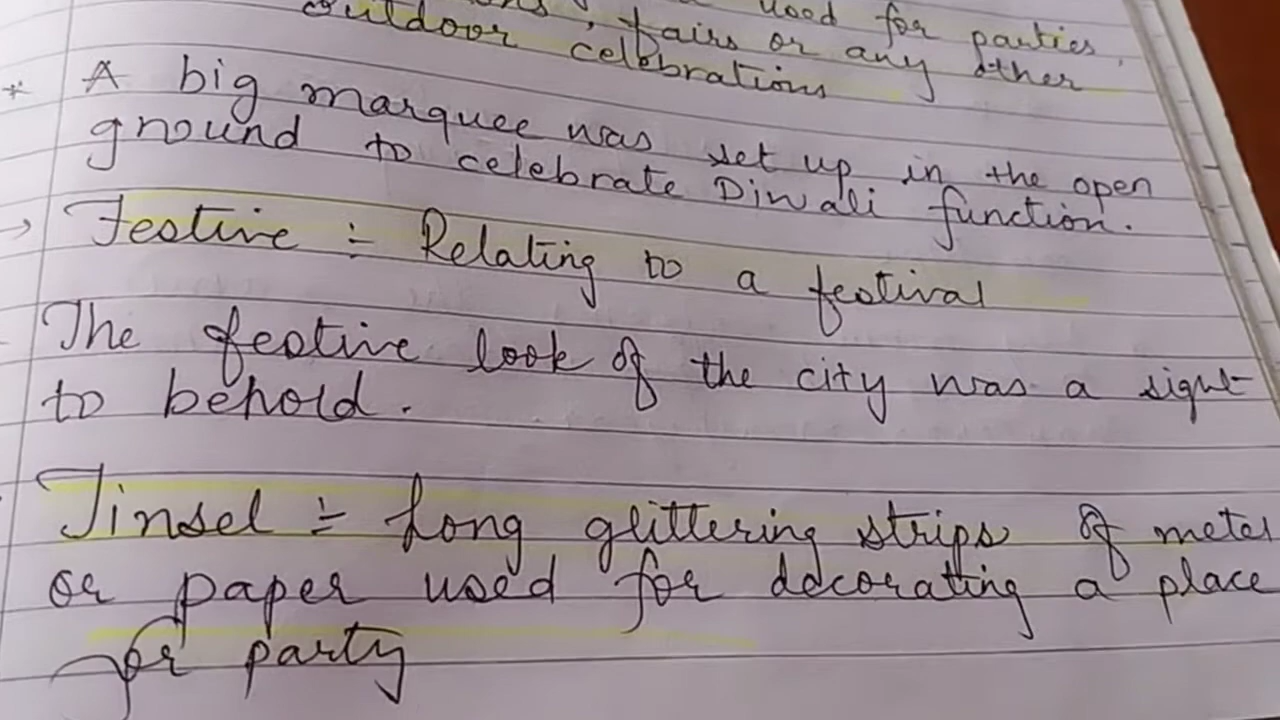 used for parties,
fairs or any other
outdoor celebrations
* A big marquee was set up in the open
ground to celebrate Diwali function.
→ Festive :- Relating to a festival
The festive look of the city was a sight
to behold.
Tinsel :- Long glittering strips of metal
or paper used for decorating a place
for party